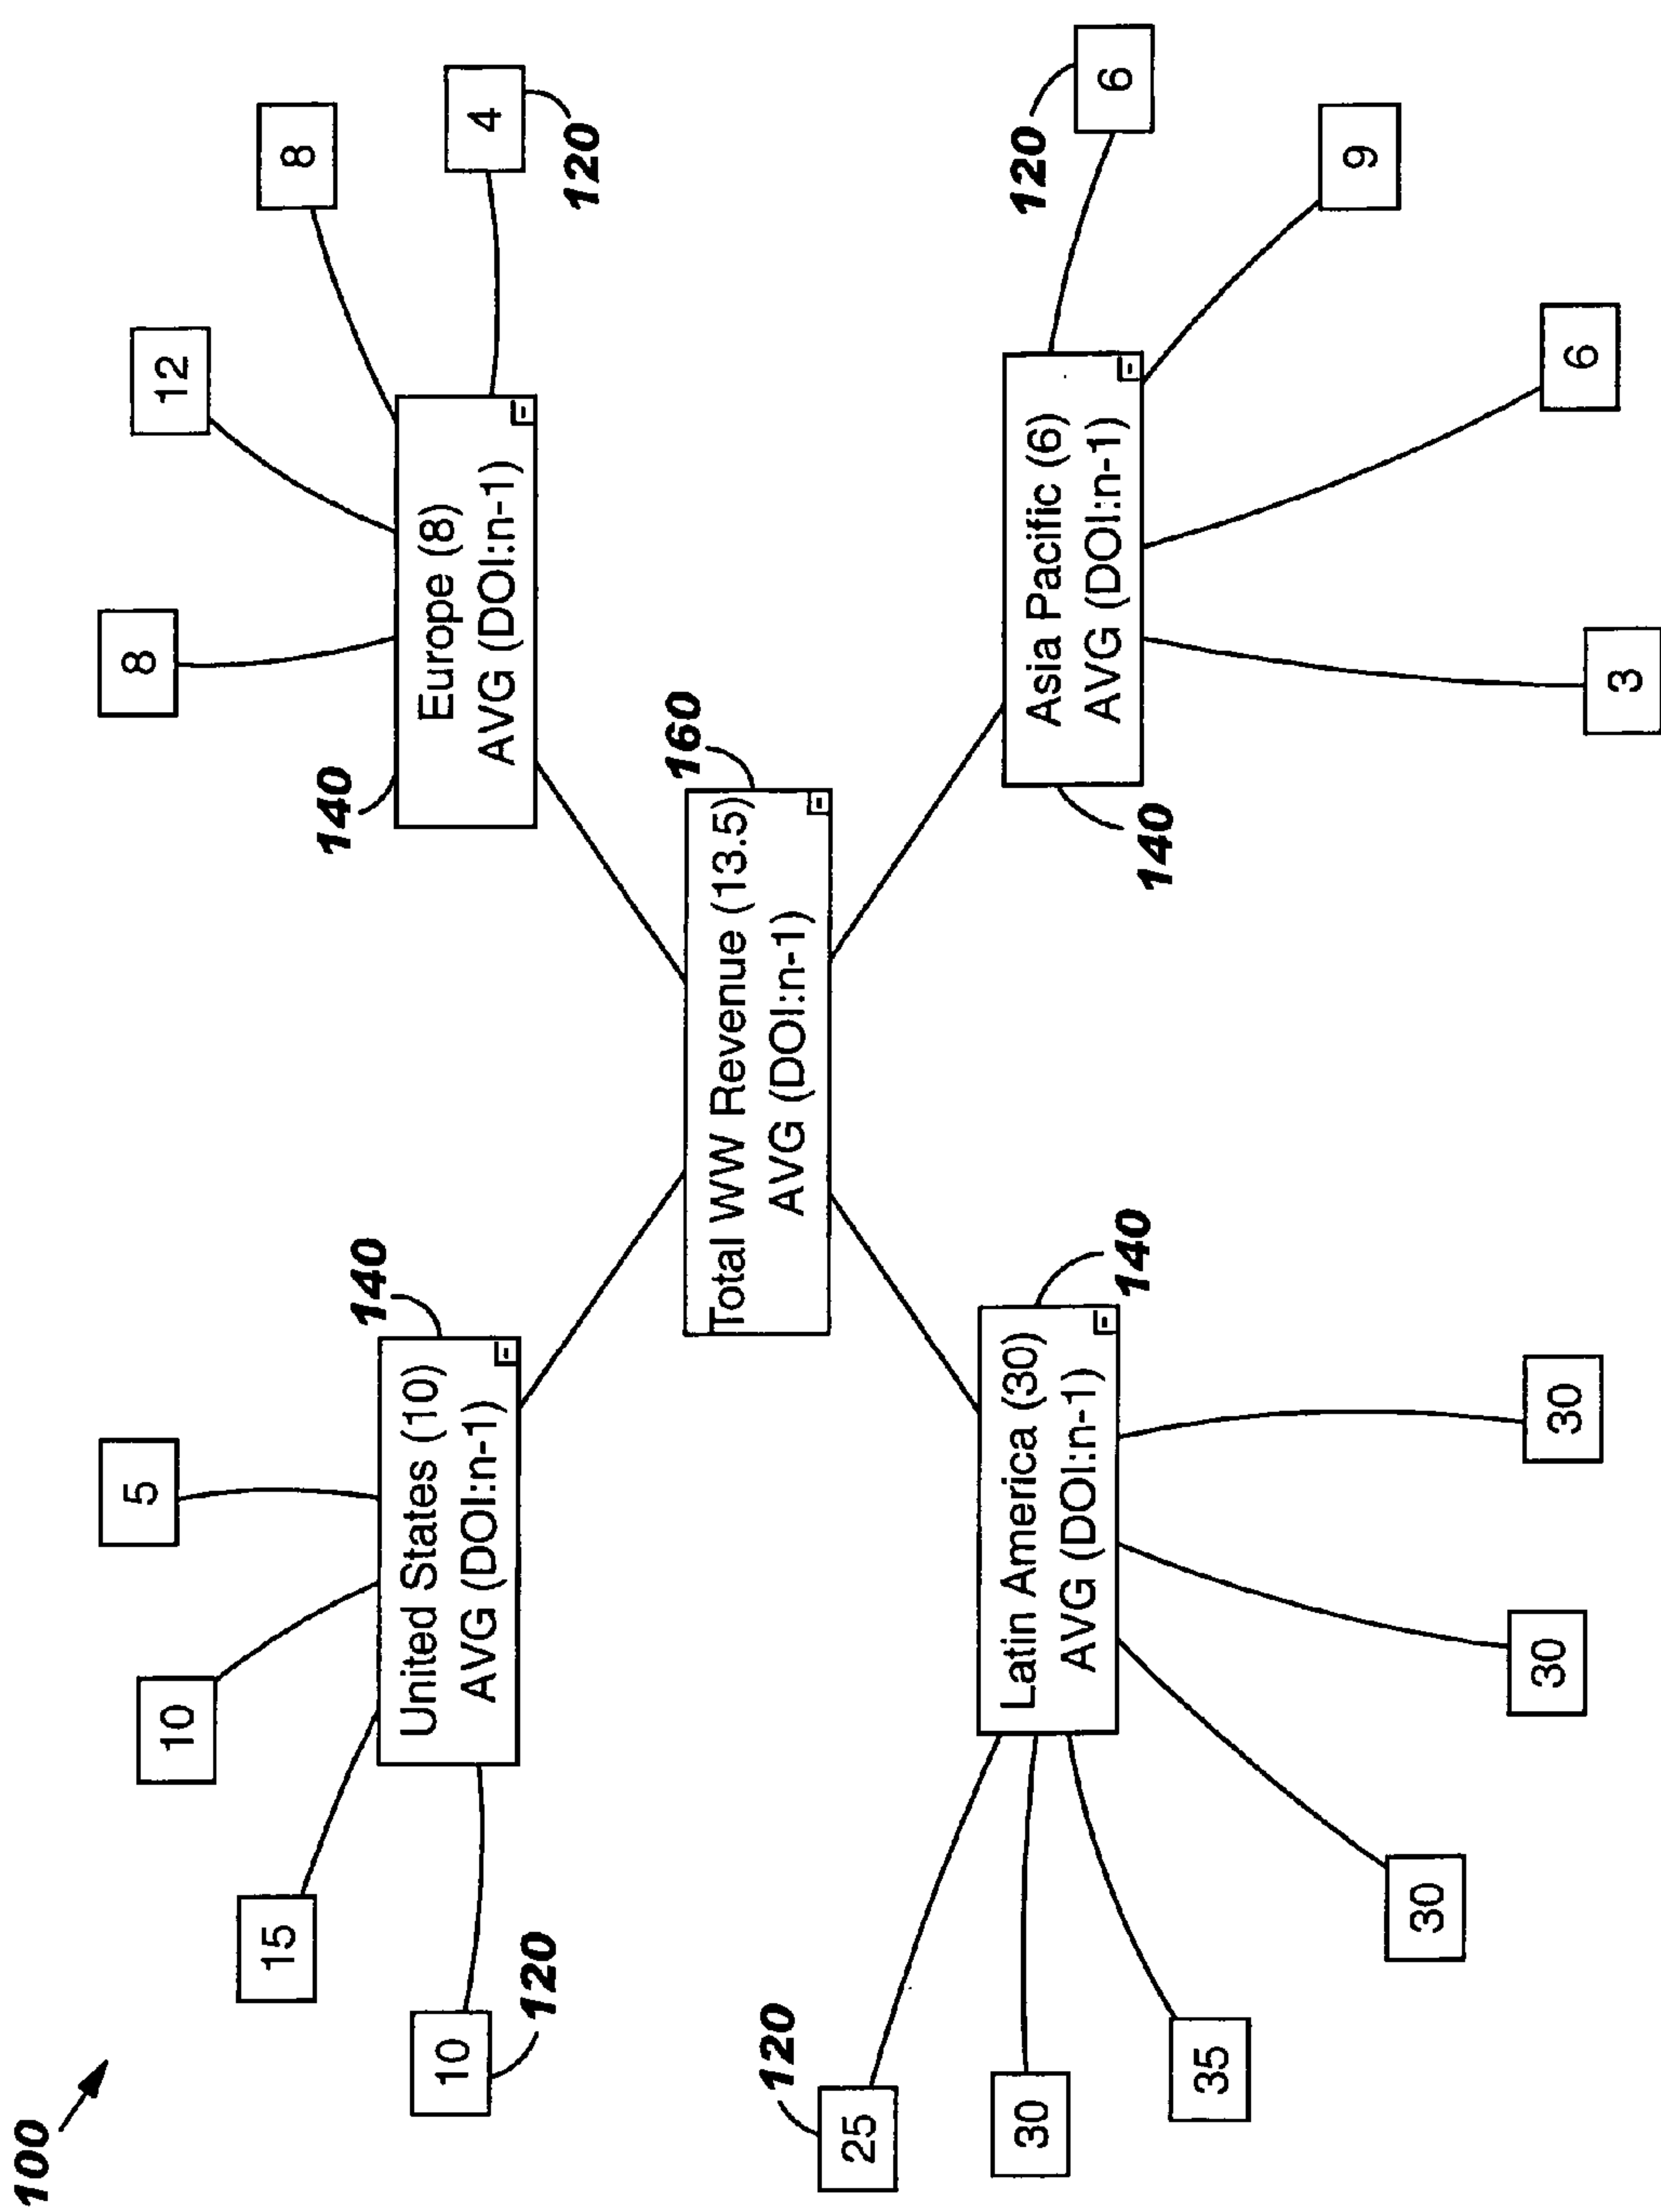 100
5
8
10
12
15
8
140
140
United States (10)
AVG (DOI:n-1)
Europe (8)
AVG (DOI:n-1)
10
4
120
120
160
Total WW Revenue (13.5)
AVG (DOI:n-1)
120
25
120
6
Latin America (30)
AVG (DOI:n-1)
Asia Pacific (6)
AVG (DOI:n-1)
30
140
140
35
9
30
30
30
6
3